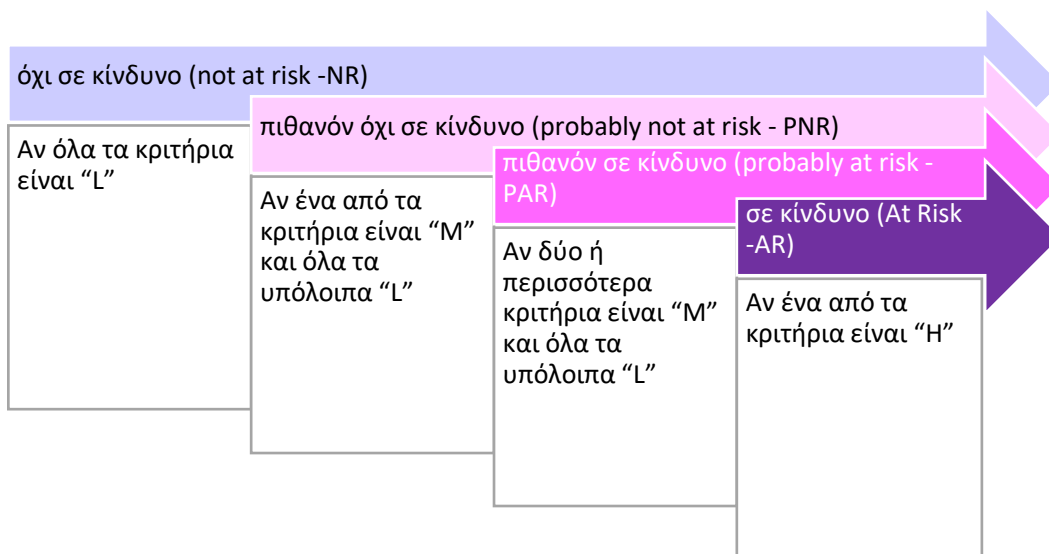 όχι σε κίνδυνο (not at risk -NR)
Αν όλα τα κριτήρια
είναι “L”
πιθανόν όχι σε κίνδυνο (probably not at risk - PNR)
Αν ένα από τα
κριτήρια είναι “M”
και όλα τα
υπόλοιπα “L”
πιθανόν σε κίνδυνο (probably at risk -
PAR)
Αν δύο ή
περισσότερα
κριτήρια είναι “M”
και όλα τα
υπόλοιπα “L”
σε κίνδυνο (At Risk
-AR)
Αν ένα από τα
κριτήρια είναι “H”